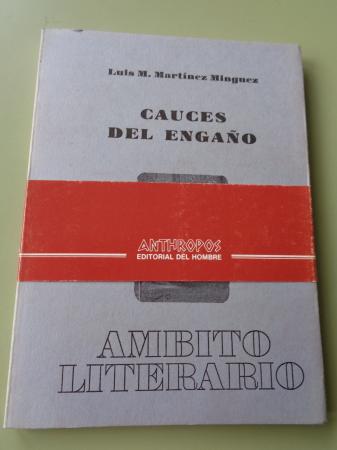 Luis M. Martínez Mínguez
CAUCES
DEL ENGAÑO
ANTHROPOS
EDITORIAL DEL HOMBRE
AMBITO
LITERARIO